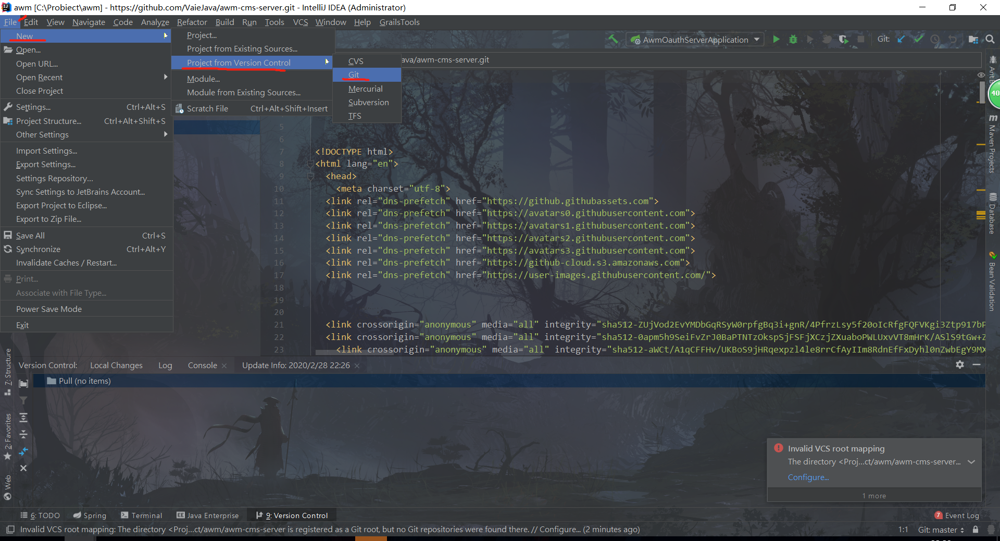 awm [C:\Probiect\awm] - https://github.com/VaieJava/awm-cms-server.git - IntelliJ IDEA (Administrator)
File Edit View Navigate Code Analyze Refactor Build Run Tools VCS Window Help GrailsTools
New
Open...
Open URL...
Open Recent
Close Project
Settings... Ctrl+Alt+S
Project Structure... Ctrl+Alt+Shift+S
Other Settings
Import Settings...
Export Settings...
Settings Repository...
Sync Settings to JetBrains Account...
Export Project to Eclipse...
Export to Zip File...
Save All Ctrl+S
Synchronize Ctrl+Alt+Y
Invalidate Caches / Restart...
Print...
Associate with File Type...
Power Save Mode
Exit
Project...
Project from Existing Sources...
Project from Version Control
Module...
Module from Existing Sources...
Scratch File Ctrl+Alt+Shift+Insert
CVS
Git
Mercurial
Subversion
TFS
AwmOauthServerApplication
Git:
ava/awm-cms-server.git
5
6
7 <!DOCTYPE html>
8 <html lang="en">
9 <head>
10 <meta charset="utf-8">
11 <link rel="dns-prefetch" href="https://github.githubassets.com">
12 <link rel="dns-prefetch" href="https://avatars0.githubusercontent.com">
13 <link rel="dns-prefetch" href="https://avatars1.githubusercontent.com">
14 <link rel="dns-prefetch" href="https://avatars2.githubusercontent.com">
15 <link rel="dns-prefetch" href="https://avatars3.githubusercontent.com">
16 <link rel="dns-prefetch" href="https://github-cloud.s3.amazonaws.com">
17 <link rel="dns-prefetch" href="https://user-images.githubusercontent.com/">
18
19
20
21 <link crossorigin="anonymous" media="all" integrity="sha512-ZUjVod2EvYMDbGqRSyW0rpfgBq3i+gnR/4PfrzLsy5f20oIcRfgFQFVKgi3Ztp917bP
22 <link crossorigin="anonymous" media="all" integrity="sha512-0apm5h9SeiFvZrJ0BaPTNTzOkspSjFSFjXCzjZXuaboPWLUxvVT8mHrK/ASlS9tGw+Z
23 <link crossorigin="anonymous" media="all" integrity="sha512-aWCt/A1qCFFHv/UKBoS9jHRqexpzl4le8rrCfAyIIm8RdnEfFxDyhl0nZwbEgY9MX
Ant B
40
Maven Projects
Database
Bean Validation
Z: Structure
2: Favorites
Web
Version Control: Local Changes Log Console Update Info: 2020/2/28 22:26
Pull (no items)
Invalid VCS root mapping
The directory <Proj...ct/awm/awm-cms-server...
Configure...
1 more
6: TODO Spring Terminal Java Enterprise 9: Version Control
7 Event Log
Invalid VCS root mapping: The directory <Proj...ct/awm/awm-cms-server is registered as a Git root, but no Git repositories were found there. // Configure... (2 minutes ago)
1:1 Git: master